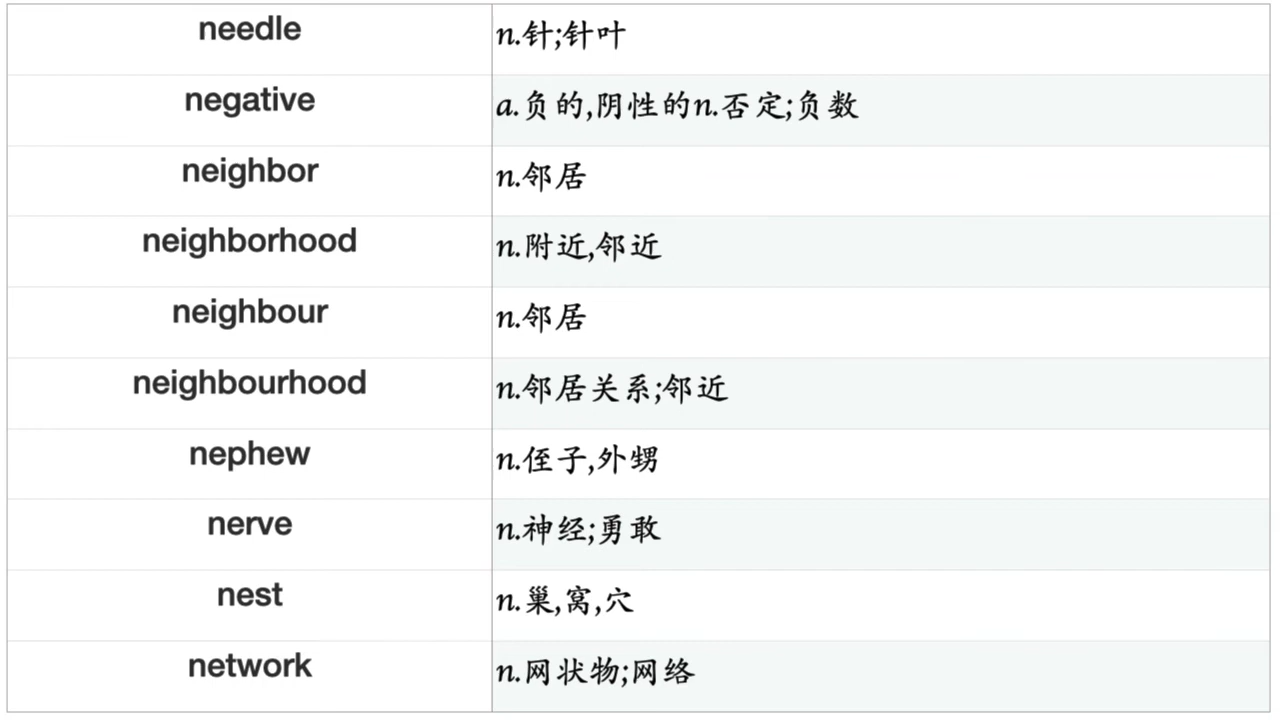 needle n.针;针叶
negative a.负的,阴性的n.否定;负数
neighbor n.邻居
neighborhood n.附近,邻近
neighbour n.邻居
neighbourhood n.邻居关系;邻近
nephew n.侄子,外甥
nerve n.神经;勇敢
nest n.巢,窝,穴
network n.网状物;网络